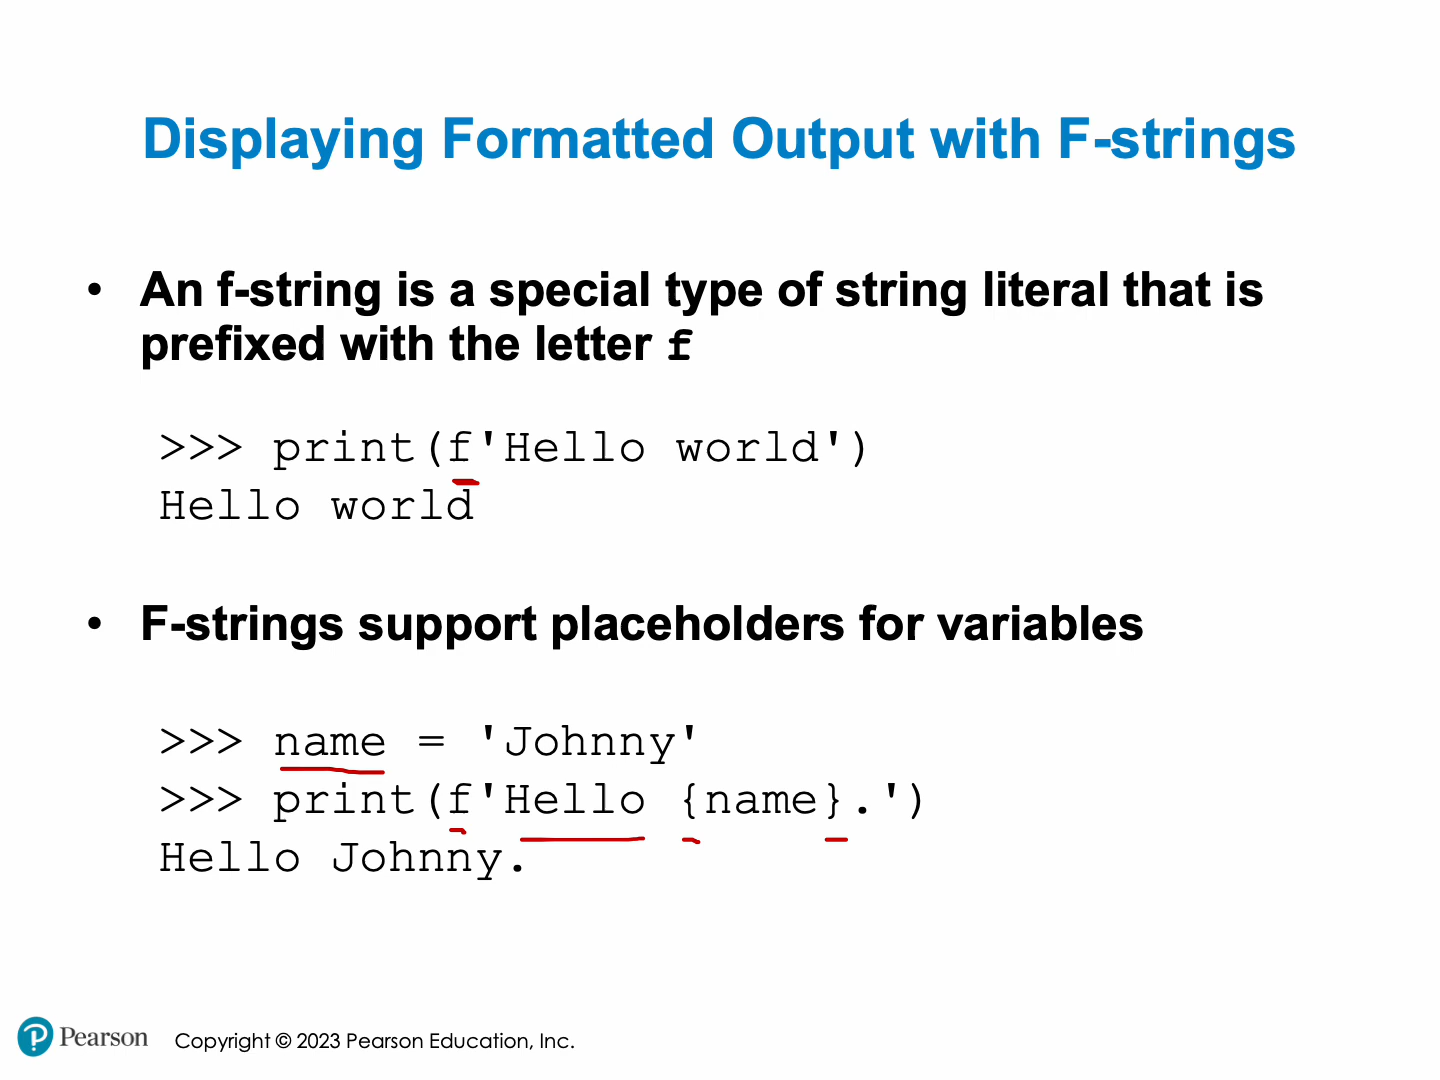 Displaying Formatted Output with F-strings
• An f-string is a special type of string literal that is
prefixed with the letter f
>>> print(f'Hello world')
Hello world
• F-strings support placeholders for variables
>>> name = 'Johnny'
>>> print(f'Hello {name}.')
Hello Johnny.
Pearson Copyright © 2023 Pearson Education, Inc.